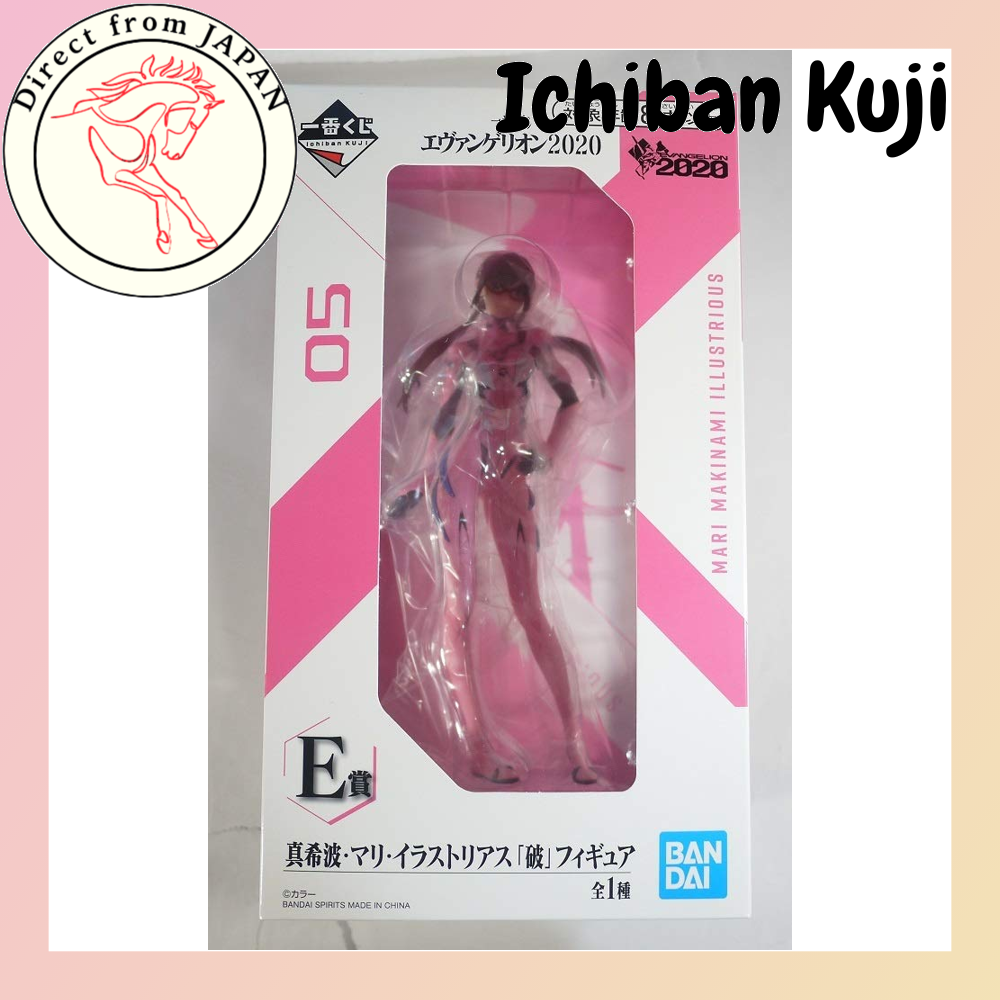 Direct from JAPAN
Ichiban Kuji
一番くじ
Ichiban KUJI
エヴァンゲリオン2020
EVANGELION
2020
05
MARI MAKINAMI ILLUSTRIOUS
E賞
真希波・マリ・イラストリアス「破」フィギュア
全1種
BAN
DAI
©カラー
BANDAI SPIRITS MADE IN CHINA